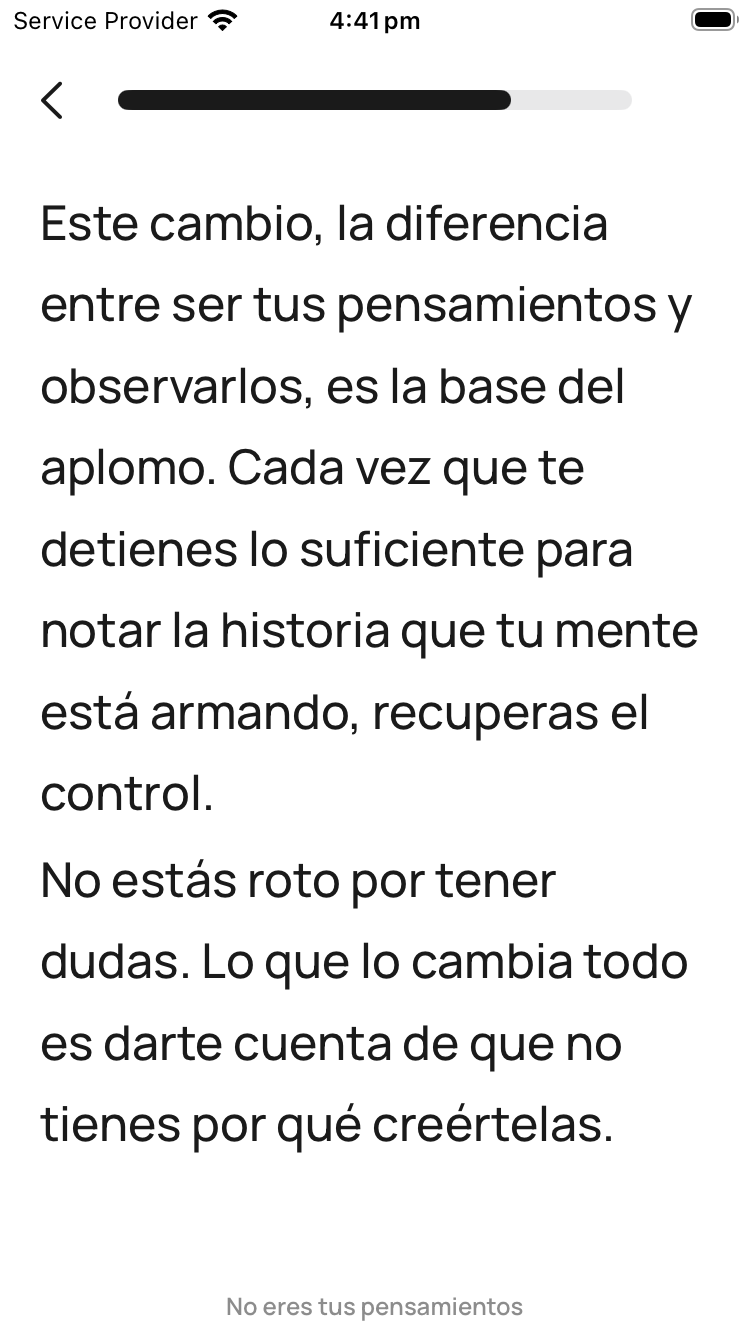 Service Provider
4:41 pm
Este cambio, la diferencia
entre ser tus pensamientos y
observarlos, es la base del
aplomo. Cada vez que te
detienes lo suficiente para
notar la historia que tu mente
está armando, recuperas el
control.
No estás roto por tener
dudas. Lo que lo cambia todo
es darte cuenta de que no
tienes por qué creértelas.
No eres tus pensamientos